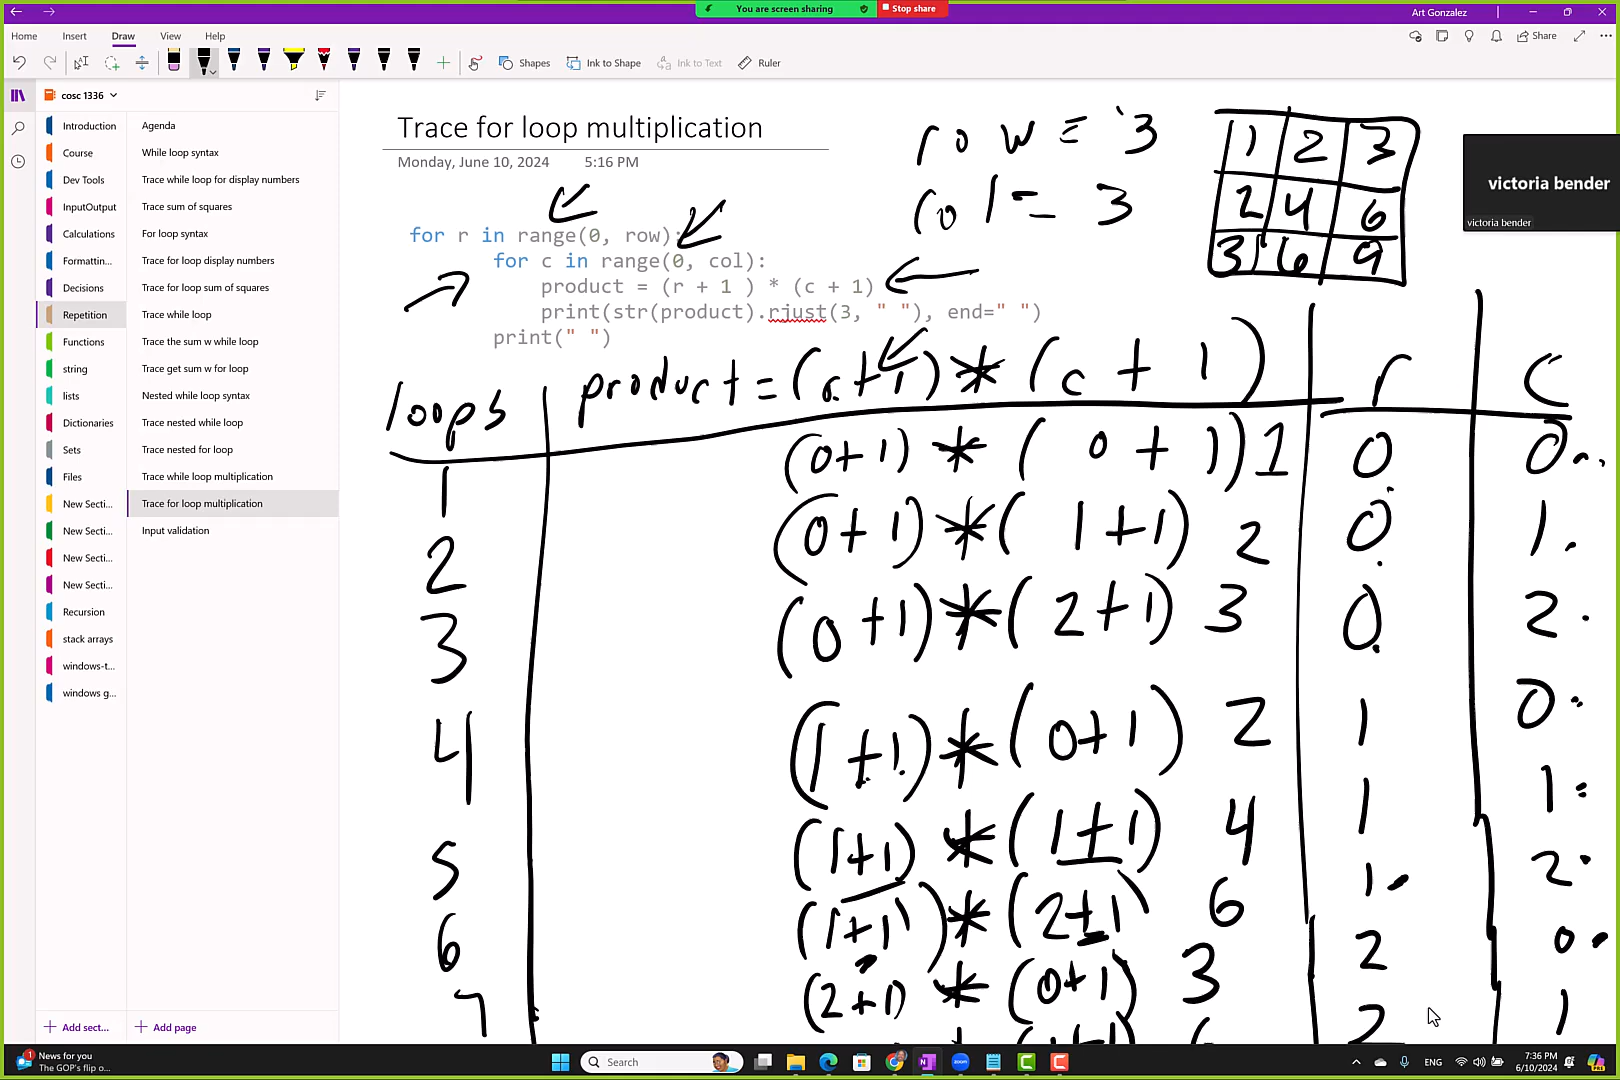 You are screen sharing
Stop share
Art Gonzalez
Home Insert Draw View Help
Share
Shapes Ink to Shape Ink to Text Ruler
cosc 1336
Introduction
Course
Dev Tools
InputOutput
Calculations
Formattin...
Decisions
Repetition
Functions
string
lists
Dictionaries
Sets
Files
New Secti...
New Secti...
New Secti...
New Secti...
Recursion
stack arrays
windows-t...
windows g...
Add sect...
Agenda
While loop syntax
Trace while loop for display numbers
Trace sum of squares
For loop syntax
Trace for loop display numbers
Trace for loop sum of squares
Trace while loop
Trace the sum w while loop
Trace get sum w for loop
Nested while loop syntax
Trace nested while loop
Trace nested for loop
Trace while loop multiplication
Trace for loop multiplication
Input validation
Add page
Trace for loop multiplication
Monday, June 10, 2024 5:16 PM
for r in range(0, row):
for c in range(0, col):
product = (r + 1 ) * (c + 1)
print(str(product).rjust(3, " "), end=" ")
print(" ")
row = 3
col = 3
1 2 3
2 4 6
3 6 9
victoria bender
victoria bender
loops product = (r+1) * (c + 1) r c
1 (0+1) * (0+1) 1 0 0
2 (0+1) * (1+1) 2 0 1
3 (0+1) * (2+1) 3 0 2
4 (1+1) * (0+1) 2 1 0
5 (1+1) * (1+1) 4 1 1
6 (1+1) * (2+1) 6 1 2
7 (2+1) * (0+1) 3 2 0
2 1
1
News for you
The GOP's flip o...
Search
ENG
7:36 PM
6/10/2024